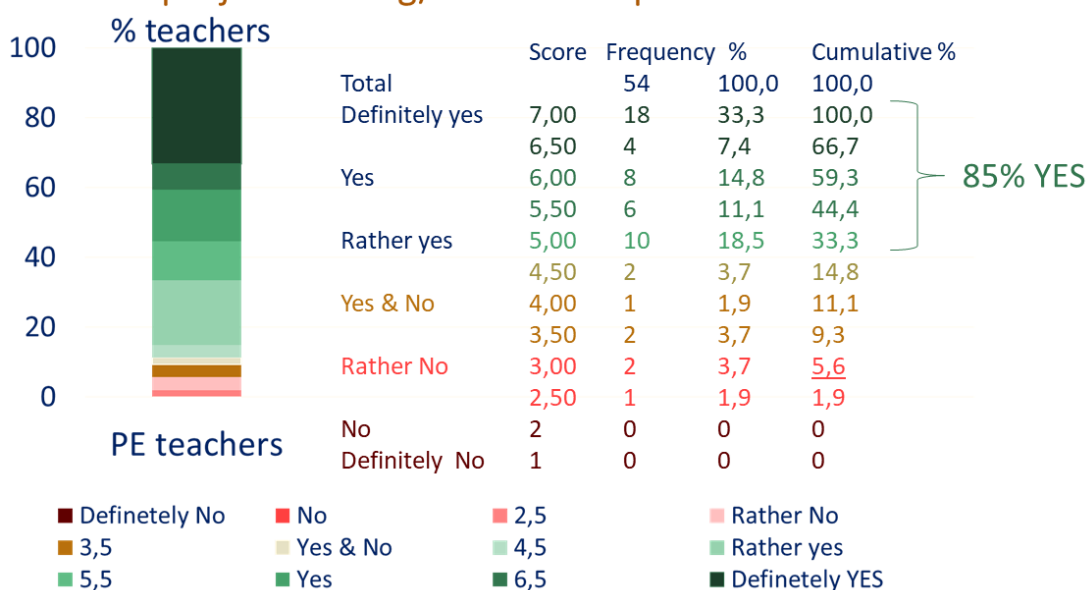 % teachers
100
80
60
40
20
0
PE teachers
Score Frequency % Cumulative %
Total 54 100,0 100,0
Definitely yes 7,00 18 33,3 100,0
6,50 4 7,4 66,7
Yes 6,00 8 14,8 59,3
5,50 6 11,1 44,4
Rather yes 5,00 10 18,5 33,3
4,50 2 3,7 14,8
Yes & No 4,00 1 1,9 11,1
3,50 2 3,7 9,3
Rather No 3,00 2 3,7 5,6
2,50 1 1,9 1,9
No 2 0 0 0
Definitely No 1 0 0 0
85% YES
Definetely No No 2,5 Rather No
3,5 Yes & No 4,5 Rather yes
5,5 Yes 6,5 Definetely YES